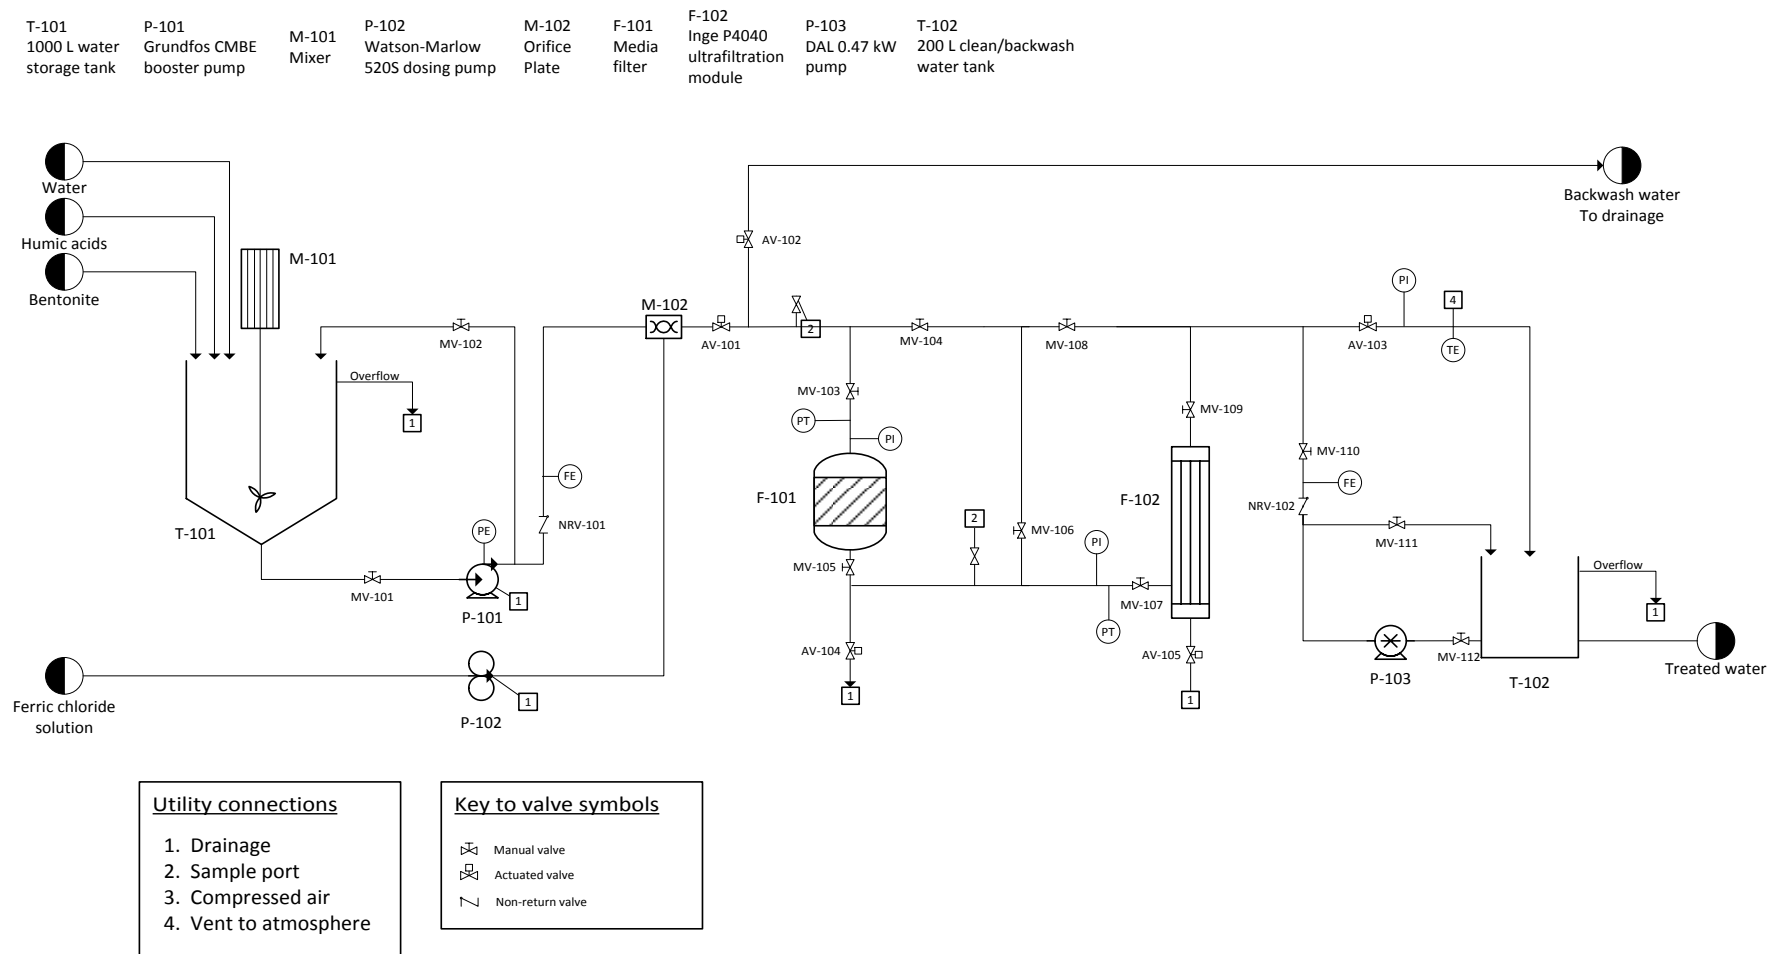 T-101
1000 L water
storage tank
P-101
Grundfos CMBE
booster pump
M-101
Mixer
P-102
Watson-Marlow
520S dosing pump
M-102
Orifice
Plate
F-101
Media
filter
F-102
Inge P4040
ultrafiltration
module
P-103
DAL 0.47 kW
pump
T-102
200 L clean/backwash
water tank
Water
Humic acids
Bentonite
M-101
MV-102
Overflow
1
T-101
MV-101
PE
P-101
1
FE
NRV-101
M-102
AV-101
AV-102
Backwash water
To drainage
2
MV-104
MV-108
MV-103
PT
PI
F-101
MV-105
AV-104
1
2
MV-106
PI
PT
MV-107
F-102
MV-109
AV-105
1
PI
4
AV-103
TE
MV-110
FE
NRV-102
MV-111
Overflow
1
P-103
MV-112
T-102
Treated water
Ferric chloride
solution
P-102
1
Utility connections
1. Drainage
2. Sample port
3. Compressed air
4. Vent to atmosphere
Key to valve symbols
Manual valve
Actuated valve
Non-return valve